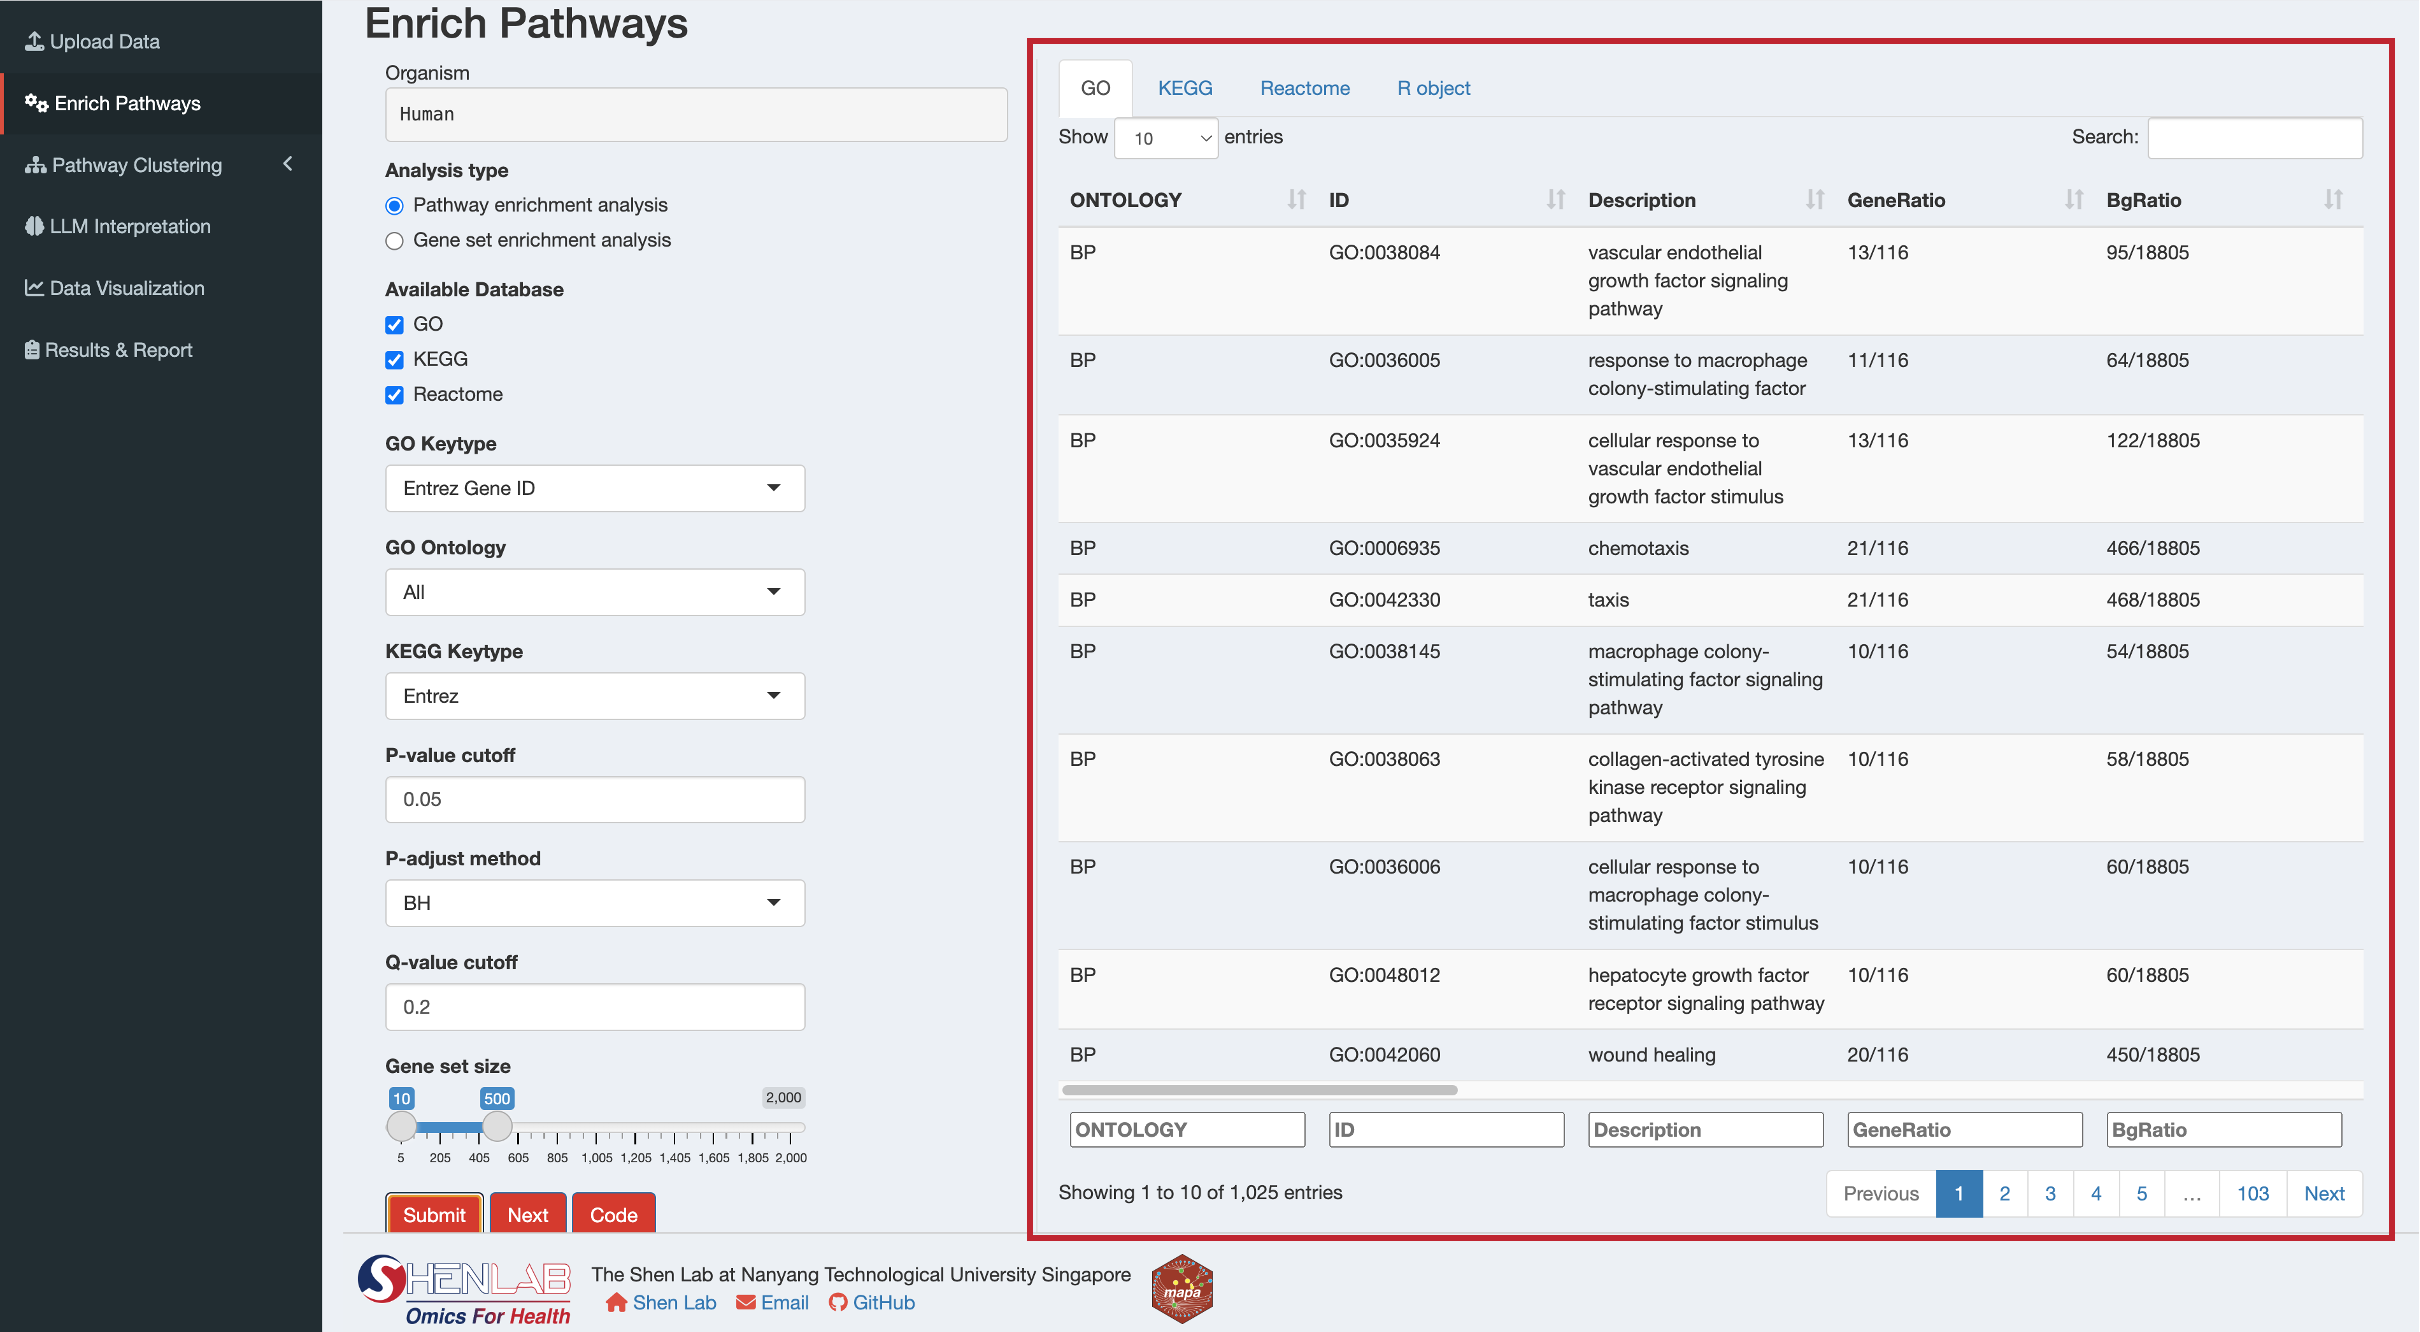 Upload Data
Enrich Pathways
Pathway Clustering
LLM Interpretation
Data Visualization
Results & Report
Enrich Pathways
Organism
Human
Analysis type
Pathway enrichment analysis
Gene set enrichment analysis
Available Database
GO
KEGG
Reactome
GO Keytype
Entrez Gene ID
GO Ontology
All
KEGG Keytype
Entrez
P-value cutoff
0.05
P-adjust method
BH
Q-value cutoff
0.2
Gene set size
10 500 2,000
5 205 405 605 805 1,005 1,205 1,405 1,605 1,805 2,000
Submit Next Code
GO KEGG Reactome R object
Show 10 entries Search:
ONTOLOGY ID Description GeneRatio BgRatio
BP GO:0038084 vascular endothelial 13/116 95/18805
growth factor signaling
pathway
BP GO:0036005 response to macrophage 11/116 64/18805
colony-stimulating factor
BP GO:0035924 cellular response to 13/116 122/18805
vascular endothelial
growth factor stimulus
BP GO:0006935 chemotaxis 21/116 466/18805
BP GO:0042330 taxis 21/116 468/18805
BP GO:0038145 macrophage colony- 10/116 54/18805
stimulating factor signaling
pathway
BP GO:0038063 collagen-activated tyrosine 10/116 58/18805
kinase receptor signaling
pathway
BP GO:0036006 cellular response to 10/116 60/18805
macrophage colony-
stimulating factor stimulus
BP GO:0048012 hepatocyte growth factor 10/116 60/18805
receptor signaling pathway
BP GO:0042060 wound healing 20/116 450/18805
ONTOLOGY ID Description GeneRatio BgRatio
Showing 1 to 10 of 1,025 entries
Previous 1 2 3 4 5 … 103 Next
SHENLAB
Omics For Health
The Shen Lab at Nanyang Technological University Singapore
Shen Lab Email GitHub
mapa